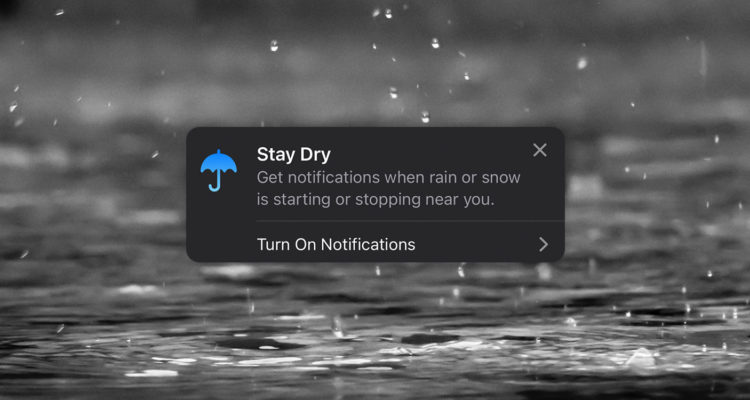 Stay Dry
Get notifications when rain or snow
is starting or stopping near you.
Turn On Notifications